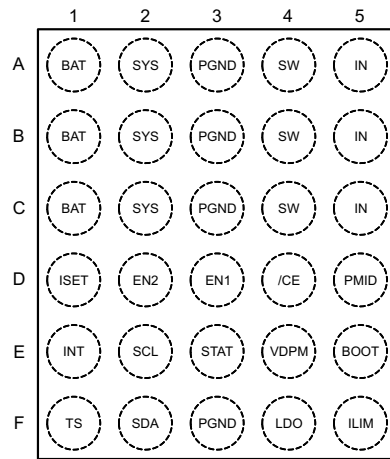 1 2 3 4 5
A BAT SYS PGND SW IN
B BAT SYS PGND SW IN
C BAT SYS PGND SW IN
D ISET EN2 EN1 /CE PMID
E INT SCL STAT VDPM BOOT
F TS SDA PGND LDO ILIM